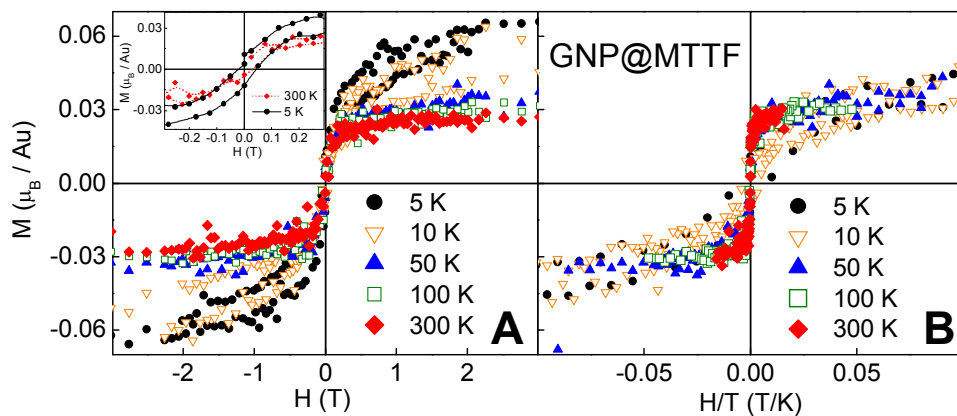 0.06
0.03
0.00
-0.03
-0.06
M (μB / Au)
0.03
0.00
-0.03
M (μB / Au)
300 K
5 K
-0.2 -0.1 0.0 0.1 0.2
H (T)
GNP@MTTF
5 K
10 K
50 K
100 K
300 K
A
5 K
10 K
50 K
100 K
300 K
B
-2 -1 0 1 2
H (T)
-0.05 0.00 0.05
H/T (T/K)